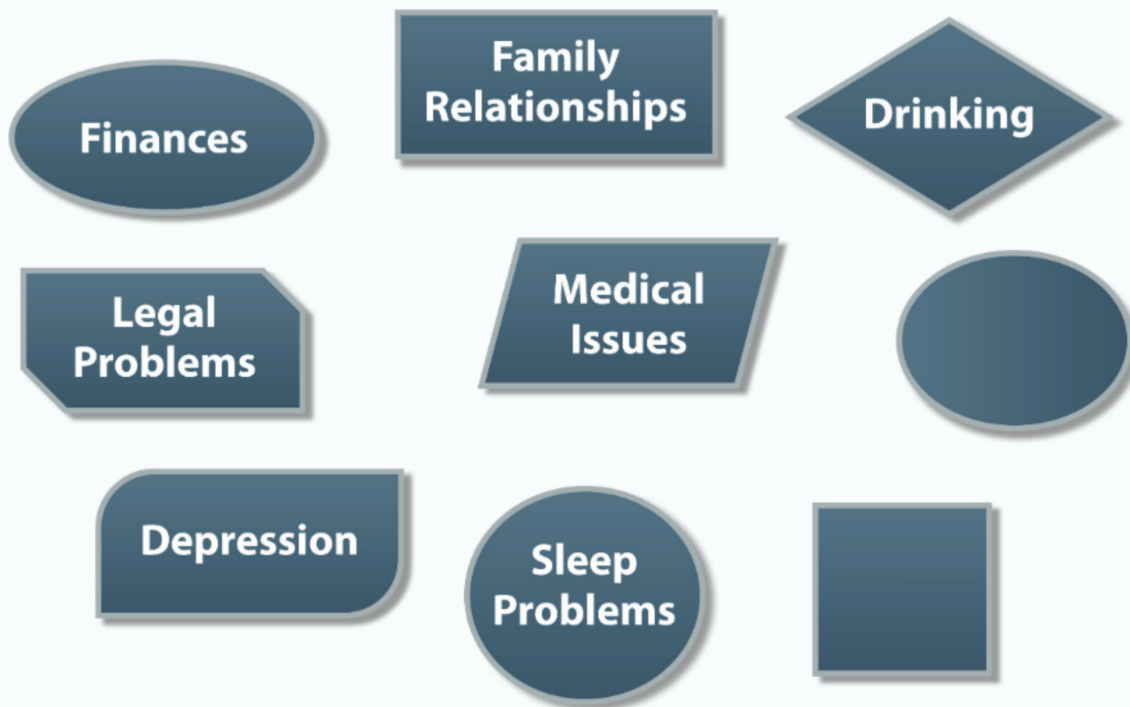 Finances
Family
Relationships
Drinking
Legal
Problems
Medical
Issues
Depression
Sleep
Problems